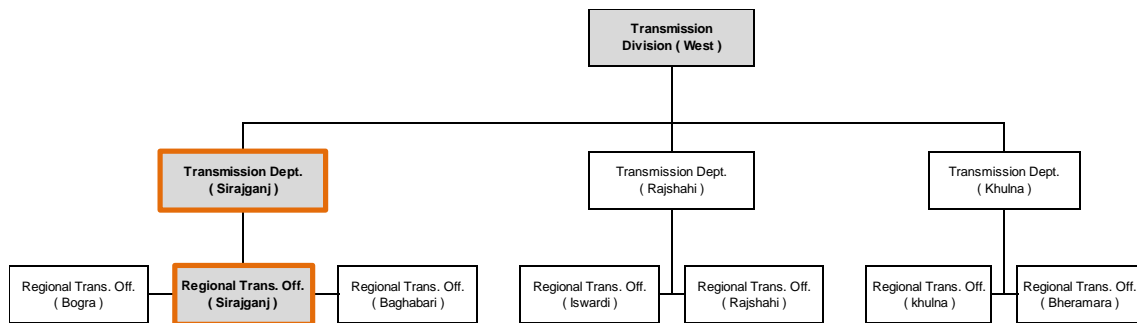 Transmission
Division ( West )
Transmission Dept.
( Sirajganj )
Transmission Dept.
( Rajshahi )
Transmission Dept.
( Khulna )
Regional Trans. Off.
( Bogra )
Regional Trans. Off.
( Sirajganj )
Regional Trans. Off.
( Baghabari )
Regional Trans. Off.
( Iswardi )
Regional Trans. Off.
( Rajshahi )
Regional Trans. Off.
( khulna )
Regional Trans. Off.
( Bheramara )